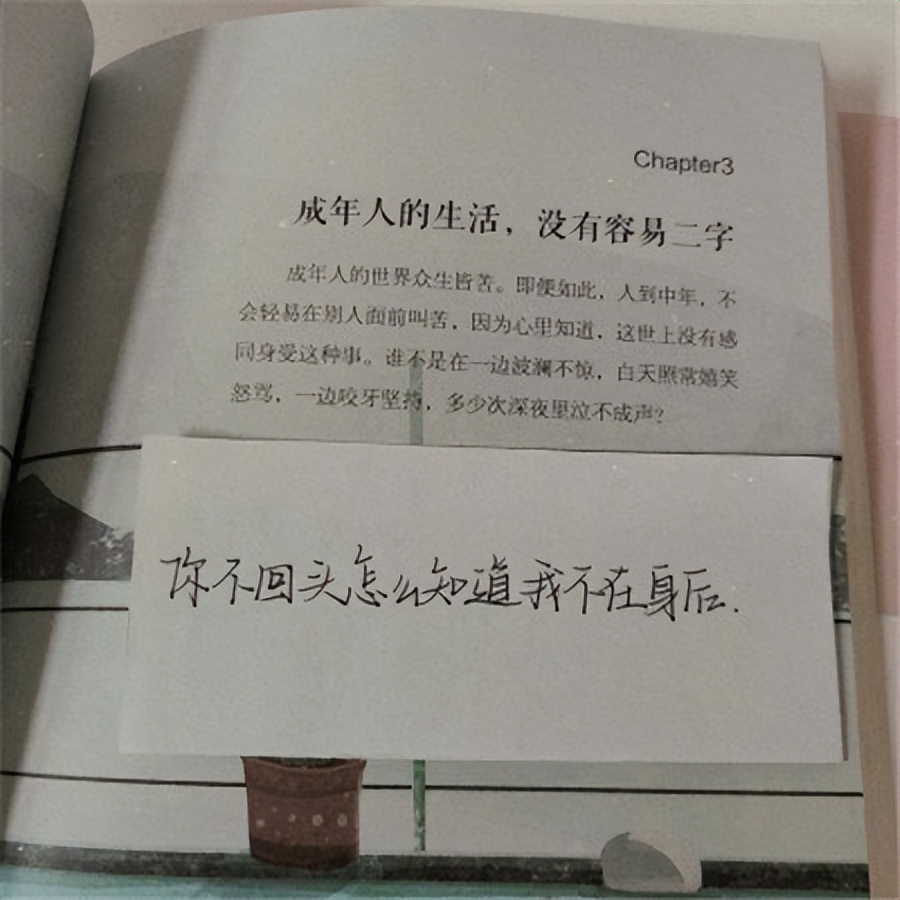 Chapter3
成年人的生活，没有容易二字
成年人的世界众生皆苦。即便如此，人到中年，不
会轻易在别人面前叫苦，因为心里知道，这世上没有感
同身受这种事。谁不是在一边波澜不惊，白天照常嬉笑
怒骂，一边咬牙坚持，多少次深夜里泣不成声？
你不回头怎么知道我不在身后.